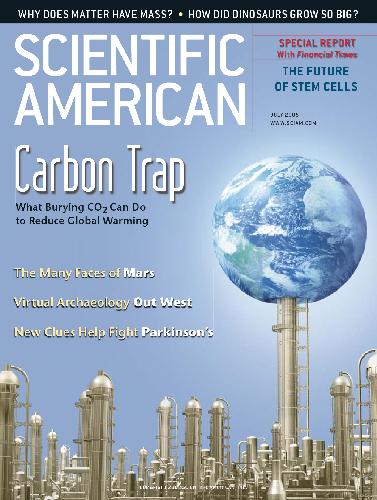 WHY DOES MATTER HAVE MASS? • HOW DID DINOSAURS GROW SO BIG?
SCIENTIFIC
AMERICAN
SPECIAL REPORT
With Financial Times
THE FUTURE
OF STEM CELLS
JULY 2005
WWW.SCIAM.COM
Carbon Trap
What Burying CO₂ Can Do
to Reduce Global Warming
The Many Faces of Mars
Virtual Archaeology Out West
New Clues Help Fight Parkinson's